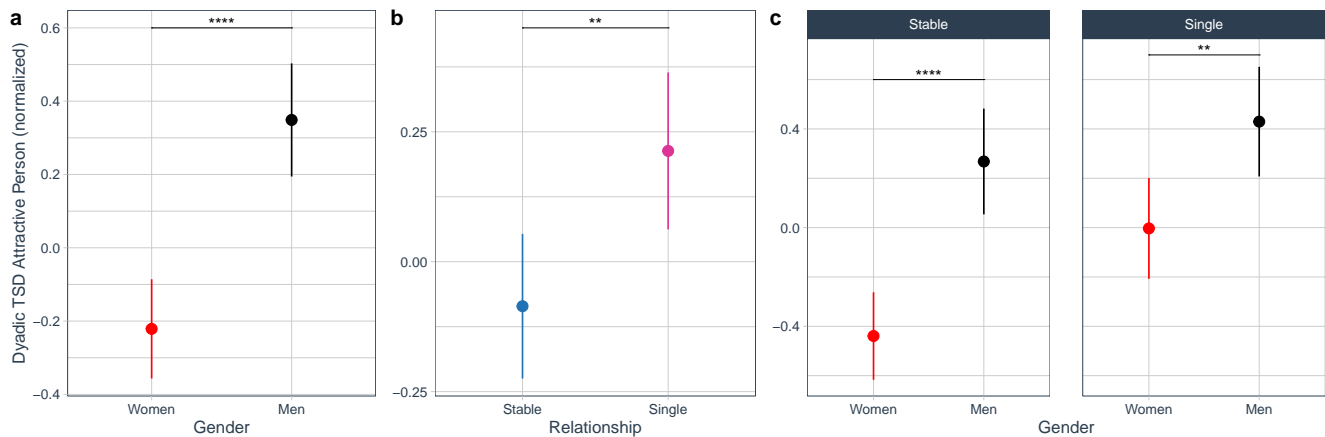 a
b
c
Dyadic TSD Attractive Person (normalized)
0.6
0.4
0.2
0.0
−0.2
−0.4
****
Women
Men
Gender
0.25
0.00
−0.25
**
Stable
Single
Relationship
Stable
Single
0.4
0.0
−0.4
****
**
Women
Men
Women
Men
Gender